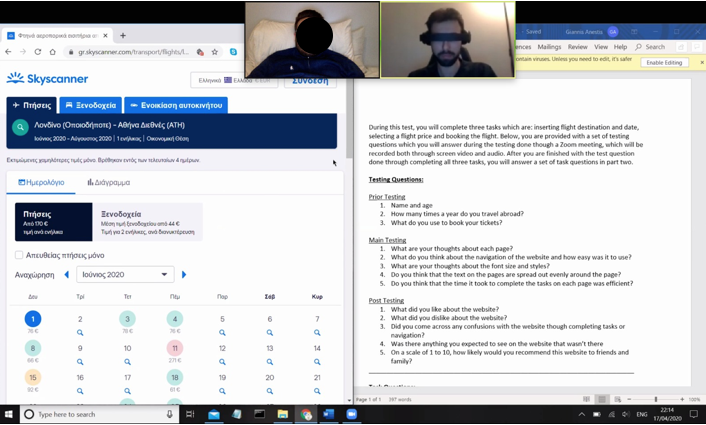 Φτηνά αεροπορικά εισιτήρια απ
gr.skyscanner.com/transport/flights/l...
Skyscanner
Ελληνικά
Ελλάδα
Σύνδεση
Πτήσεις
Ξενοδοχεία
Ενοικίαση αυτοκινήτου
Λονδίνο (Οποιοδήποτε) – Αθήνα Διεθνές (ATH)
Ιούνιος 2020 – Αύγουστος 2020 | 1 ενήλικας | Οικονομική Θέση
Εκτιμώμενες χαμηλότερες τιμές μόνο. Βρέθηκαν εντός των τελευταίων 4 ημερών.
Ημερολόγιο
Διάγραμμα
Πτήσεις
Από 170 €
τιμή ανά ενήλικα
Ξενοδοχεία
Μέση τιμή ξενοδοχείου από 44 €
Τιμή για 2 ενήλικες, ανά διανυκτέρευση
Απευθείας πτήσεις μόνο
Αναχώρηση
Ιούνιος 2020
Δευ Τρί Τετ Πέμ Παρ Σαβ Κυρ
1 2 3 4 5 6 7
78 € 78 € 76 €
8 9 10 11 12 13 14
66 € 271 €
15 16 17 18 19 20 21
92 € 61 €
Saved
Giannis Anesta
GA
ences Mailings Review View Help Search
ontain viruses. Unless you need to edit, it's safer
Enable Editing
During this test, you will complete three tasks which are: inserting flight destination and date,
selecting a flight price and booking the flight. Below, you are provided with a set of testing
questions which you will answer during the testing done though a Zoom meeting, which will be
recorded both through screen video and audio. After you are finished with the test question
done through completing all three tasks, you will answer a set of task questions in part two.
Testing Questions:
Prior Testing
1. Name and age
2. How many times a year do you travel abroad?
3. What do you use to book your tickets?
Main Testing
1. What are your thoughts about each page?
2. What do you think about the navigation of the website and how easy was it to use?
3. What are your thoughts about the font size and styles?
4. Do you think that the text on the pages are spread out evenly around the page?
5. Do you think that the time it took to complete the tasks on each page was efficient?
Post Testing
1. What did you like about the website?
2. What did you dislike about the website?
3. Did you come across any confusions with the website though completing tasks or
navigation?
4. Was there anything you expected to see on the website that wasn't there
5. On a scale of 1 to 10, how likely would you recommend this website to friends and
family?
Page 1 of 1 397 words
100%
Type here to search
ENG
22:14
17/04/2020